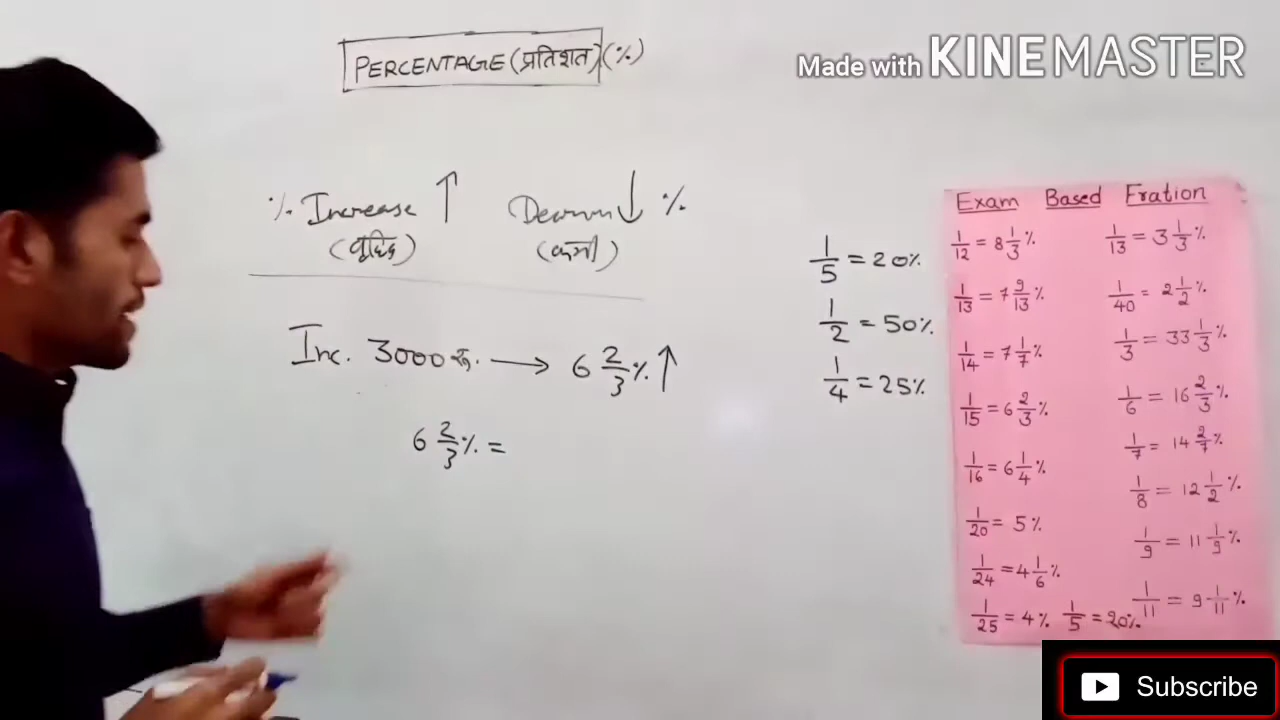 PERCENTAGE (प्रतिशत) (%)
Made with KINEMASTER
% Increase ↑
(वृद्धि)
↓ %
(कमी)
Inc. 3000 रु. → 6 2/3 % ↑
6 2/3 % =
1/5 = 20%
1/2 = 50%
1/4 = 25%
Exam Based Fration
1/12 = 8 1/3 %
1/13 = 7 9/13 %
1/14 = 7 1/7 %
1/15 = 6 2/3 %
1/16 = 6 1/4 %
1/20 = 5 %
1/24 = 4 1/6 %
1/25 = 4% 1/5 = 20%
1/13 = 3 1/3 %
1/40 = 2 1/2 %
1/3 = 33 1/3 %
1/6 = 16 2/3 %
1/7 = 14 2/7 %
1/8 = 12 1/2 %
1/9 = 11 1/9 %
1/11 = 9 1/11 %
Subscribe